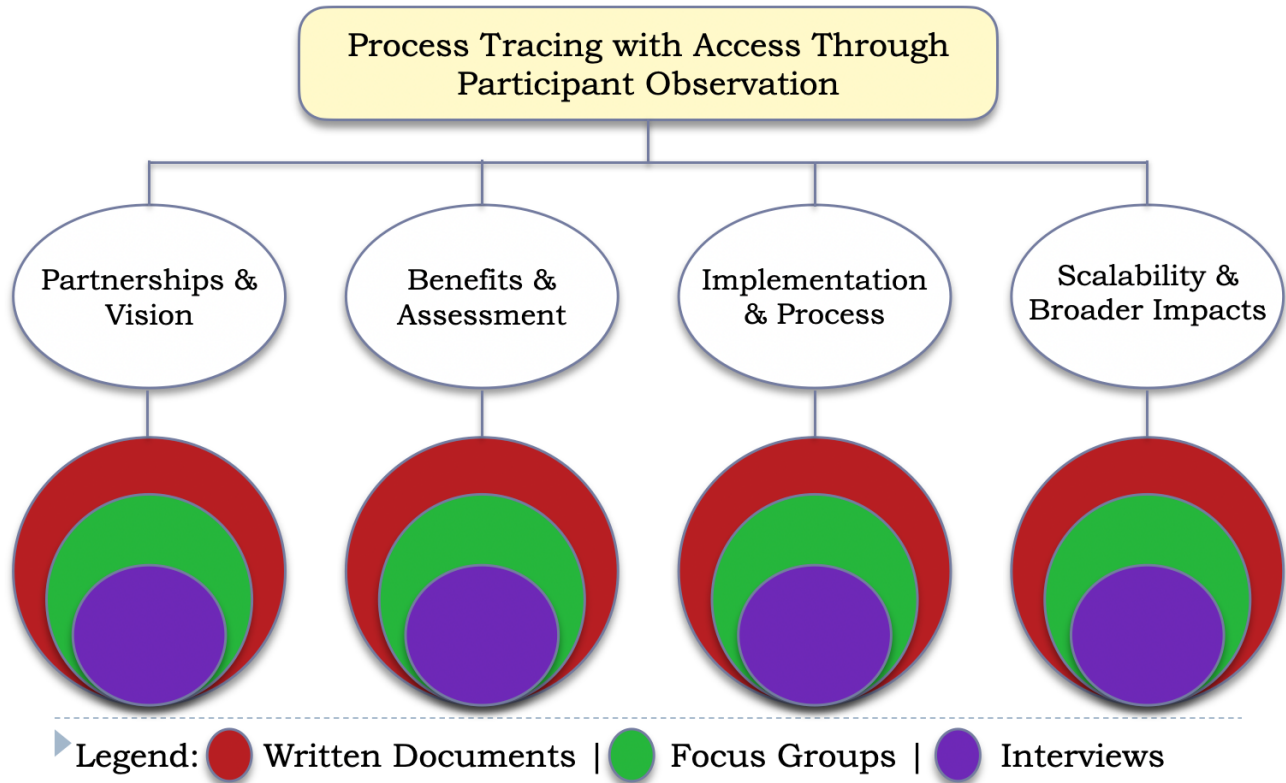 Process Tracing with Access Through
Participant Observation
Partnerships &
Vision
Benefits &
Assessment
Implementation
& Process
Scalability &
Broader Impacts
Legend: Written Documents | Focus Groups | Interviews